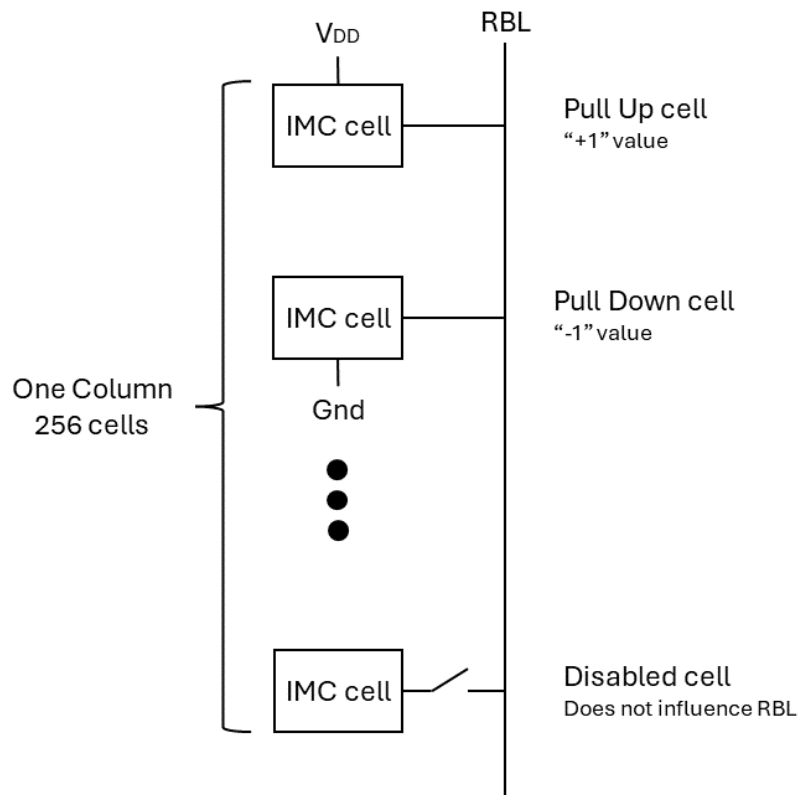 VDD
RBL
IMC cell
Pull Up cell
“+1” value
IMC cell
Pull Down cell
“-1” value
One Column
256 cells
Gnd
IMC cell
Disabled cell
Does not influence RBL